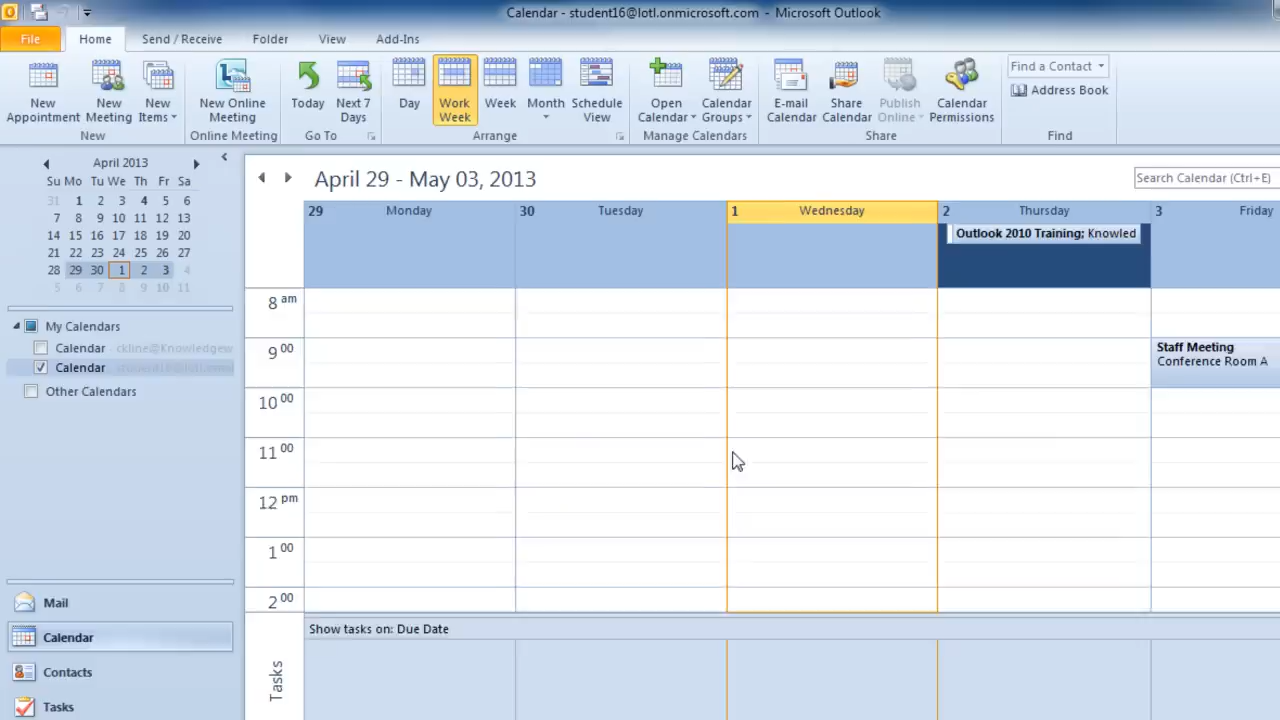 Calendar - student16@lotl.onmicrosoft.com - Microsoft Outlook
File Home Send / Receive Folder View Add-Ins
New Appointment New Meeting New Items New Online Meeting Today Next 7 Days Day Work Week Week Month Schedule View Open Calendar Calendar Groups E-mail Calendar Share Calendar Publish Online Calendar Permissions Find a Contact
Address Book
New Online Meeting Go To Arrange Manage Calendars Share Find
April 2013
Su Mo Tu We Th Fr Sa
31 1 2 3 4 5 6
7 8 9 10 11 12 13
14 15 16 17 18 19 20
21 22 23 24 25 26 27
28 29 30 1 2 3 4
5 6 7 8 9 10 11
My Calendars
Calendar ckline@Knowledgew
Calendar student16@lotl.onm
Other Calendars
Mail
Calendar
Contacts
Tasks
April 29 - May 03, 2013
Search Calendar (Ctrl+E)
29 Monday 30 Tuesday 1 Wednesday 2 Thursday 3 Friday
Outlook 2010 Training; Knowled
8 am
9 00
Staff Meeting
Conference Room A
10 00
11 00
12 pm
1 00
2 00
Show tasks on: Due Date
Tasks